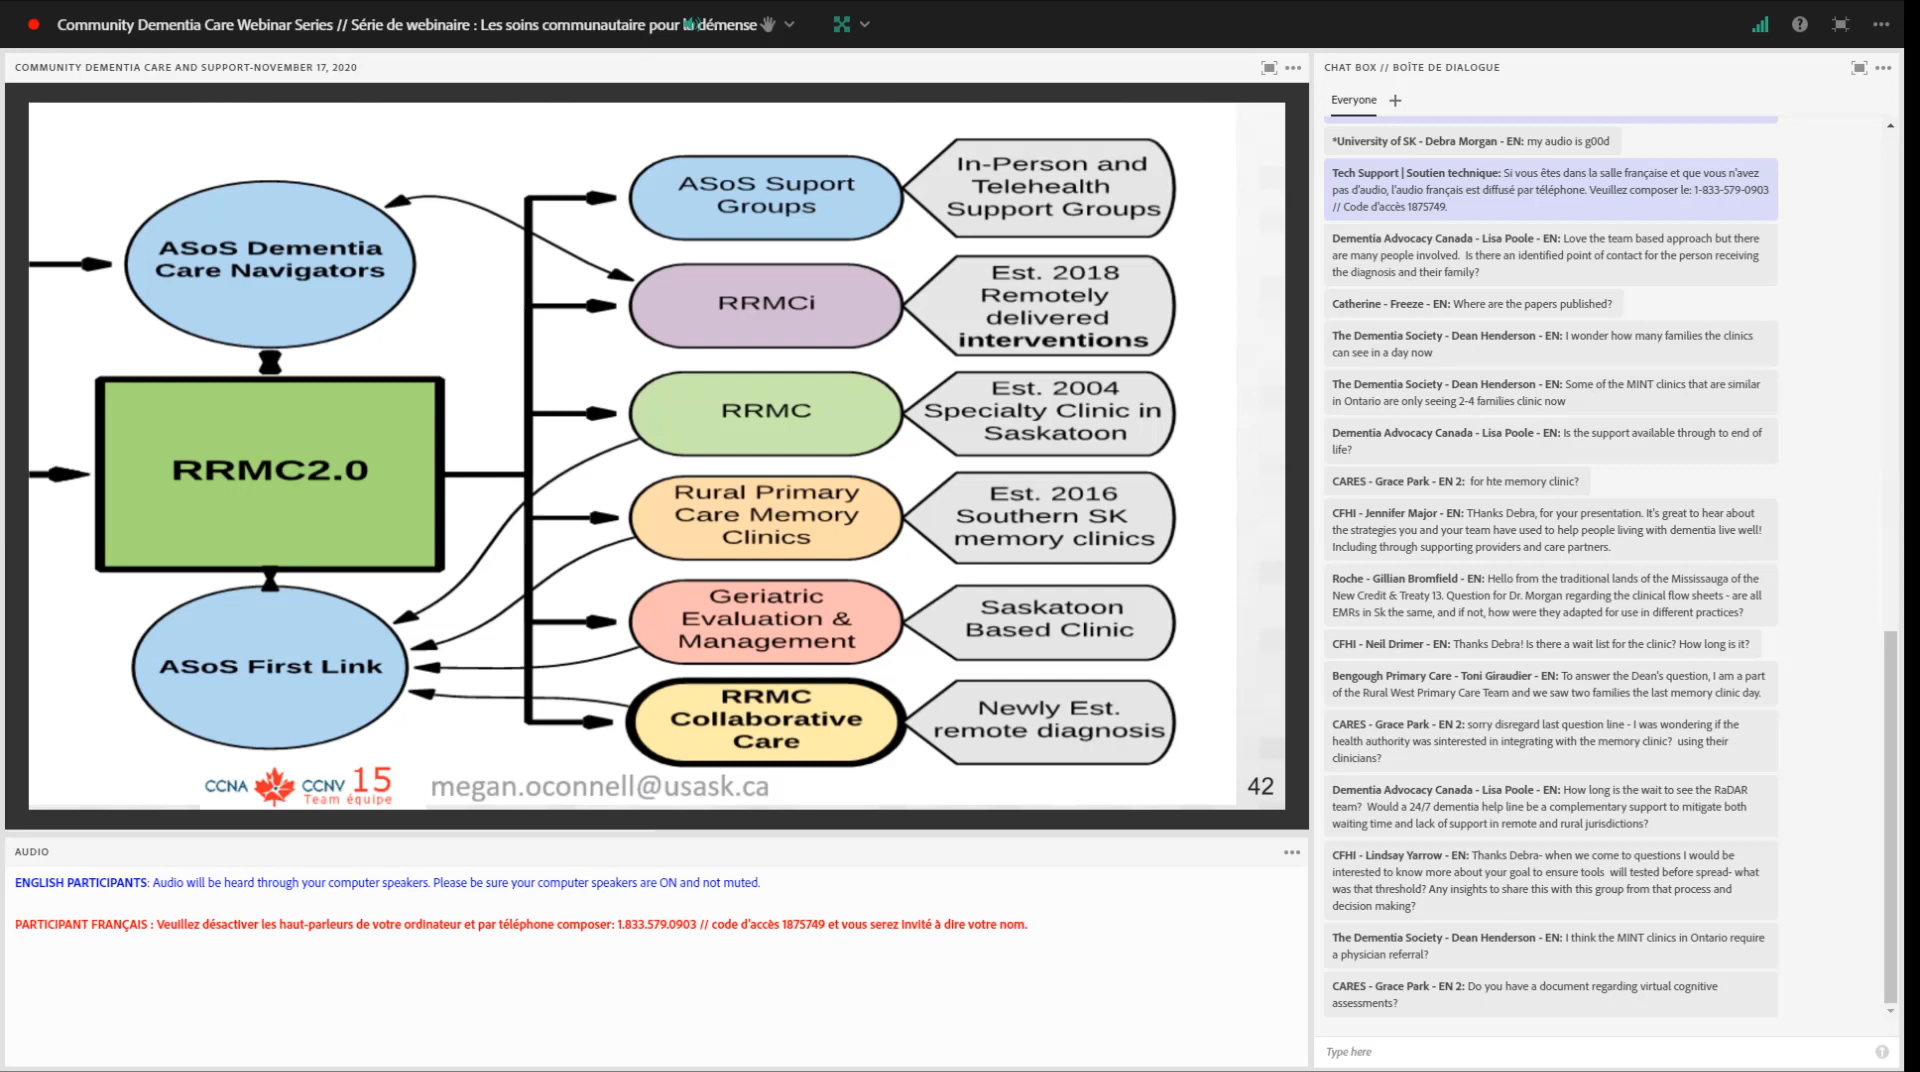 Community Dementia Care Webinar Series // Série de webinaire : Les soins communautaire pour la démense
COMMUNITY DEMENTIA CARE AND SUPPORT-NOVEMBER 17, 2020
ASoS Dementia
Care Navigators
RRMC2.0
ASoS First Link
ASoS Suport
Groups
In-Person and
Telehealth
Support Groups
RRMCi
Est. 2018
Remotely
delivered
interventions
RRMC
Est. 2004
Specialty Clinic in
Saskatoon
Rural Primary
Care Memory
Clinics
Est. 2016
Southern SK
memory clinics
Geriatric
Evaluation &
Management
Saskatoon
Based Clinic
RRMC
Collaborative
Care
Newly Est.
remote diagnosis
CCNA CCNV 15
Team équipe
megan.oconnell@usask.ca
42
AUDIO
ENGLISH PARTICIPANTS: Audio will be heard through your computer speakers. Please be sure your computer speakers are ON and not muted.
PARTICIPANT FRANÇAIS : Veuillez désactiver les haut-parleurs de votre ordinateur et par téléphone composer: 1.833.579.0903 // code d'accès 1875749 et vous serez invité à dire votre nom.
CHAT BOX // BOÎTE DE DIALOGUE
Everyone
*University of SK - Debra Morgan - EN: my audio is g00d
Tech Support | Soutien technique: Si vous êtes dans la salle française et que vous n'avez
pas d'audio, l'audio français est diffusé par téléphone. Veuillez composer le: 1-833-579-0903
// Code d'accès 1875749.
Dementia Advocacy Canada - Lisa Poole - EN: Love the team based approach but there
are many people involved. Is there an identified point of contact for the person receiving
the diagnosis and their family?
Catherine - Freeze - EN: Where are the papers published?
The Dementia Society - Dean Henderson - EN: I wonder how many families the clinics
can see in a day now
The Dementia Society - Dean Henderson - EN: Some of the MINT clinics that are similar
in Ontario are only seeing 2-4 families clinic now
Dementia Advocacy Canada - Lisa Poole - EN: Is the support available through to end of
life?
CARES - Grace Park - EN 2: for hte memory clinic?
CFHI - Jennifer Major - EN: THanks Debra, for your presentation. It's great to hear about
the strategies you and your team have used to help people living with dementia live well!
Including through supporting providers and care partners.
Roche - Gillian Bromfield - EN: Hello from the traditional lands of the Mississauga of the
New Credit & Treaty 13. Question for Dr. Morgan regarding the clinical flow sheets - are all
EMRs in Sk the same, and if not, how were they adapted for use in different practices?
CFHI - Neil Drimer - EN: Thanks Debra! Is there a wait list for the clinic? How long is it?
Bengough Primary Care - Toni Giraudier - EN: To answer the Dean's question, I am a part
of the Rural West Primary Care Team and we saw two families the last memory clinic day.
CARES - Grace Park - EN 2: sorry disregard last question line - I was wondering if the
health authority was sinterested in integrating with the memory clinic? using their
clinicians?
Dementia Advocacy Canada - Lisa Poole - EN: How long is the wait to see the RaDAR
team? Would a 24/7 dementia help line be a complementary support to mitigate both
waiting time and lack of support in remote and rural jurisdictions?
CFHI - Lindsay Yarrow - EN: Thanks Debra- when we come to questions I would be
interested to know more about your goal to ensure tools will tested before spread- what
was that threshold? Any insights to share this with this group from that process and
decision making?
The Dementia Society - Dean Henderson - EN: I think the MINT clinics in Ontario require
a physician referral?
CARES - Grace Park - EN 2: Do you have a document regarding virtual cognitive
assessments?
Type here